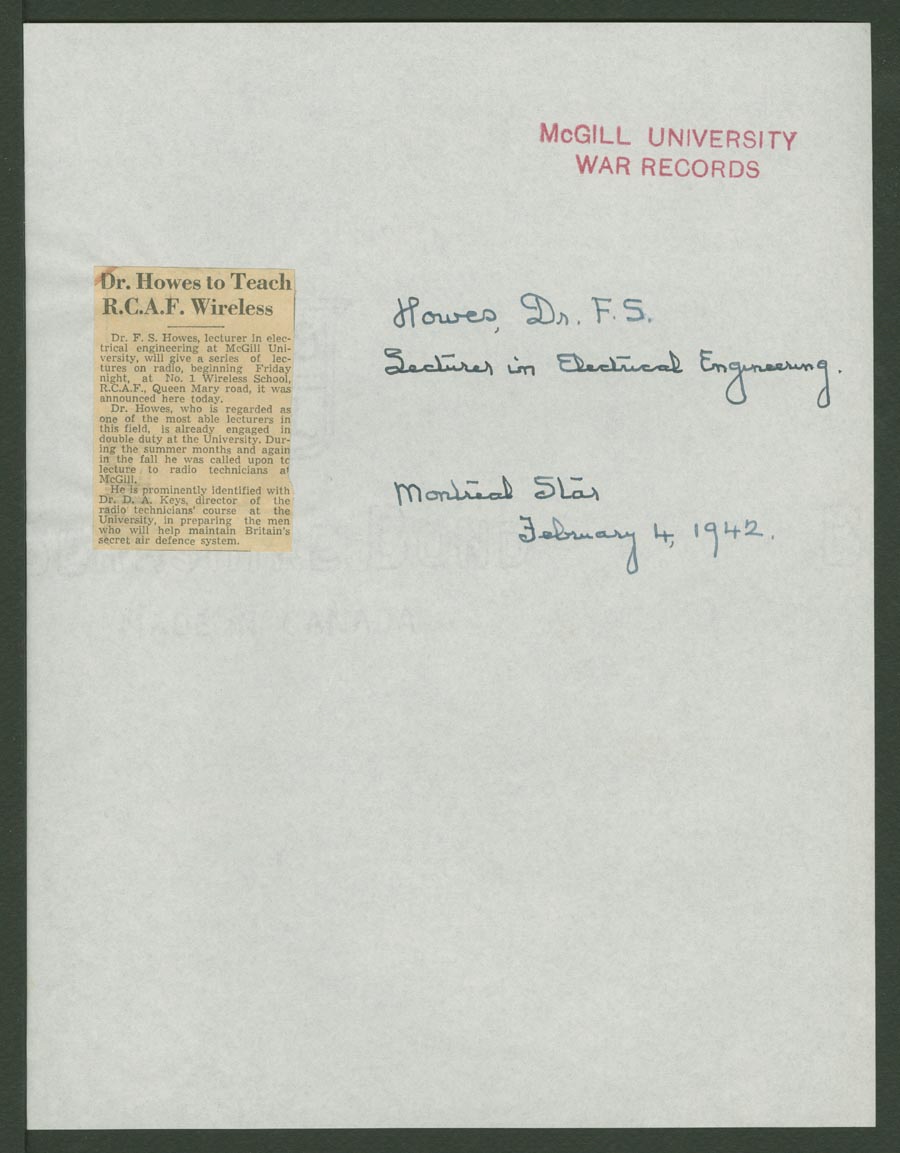 McGILL UNIVERSITY
WAR RECORDS
Dr. Howes to Teach
R.C.A.F. Wireless
Dr. F. S. Howes, lecturer in elec-
trical engineering at McGill Uni-
versity, will give a series of lec-
tures on radio, beginning Friday
night, at No. 1 Wireless School,
R.C.A.F., Queen Mary road, it was
announced here today.
Dr. Howes, who is regarded as
one of the most able lecturers in
this field, is already engaged in
double duty at the University. Dur-
ing the summer months and again
in the fall he was called upon to
lecture to radio technicians at
McGill.
He is prominently identified with
Dr. D. A. Keys, director of the
radio technicians' course at the
University, in preparing the men
who will help maintain Britain's
secret air defence system.
Howes, Dr. F. S.
Lecturer in Electrical Engineering.
Montreal Star
February 4, 1942.